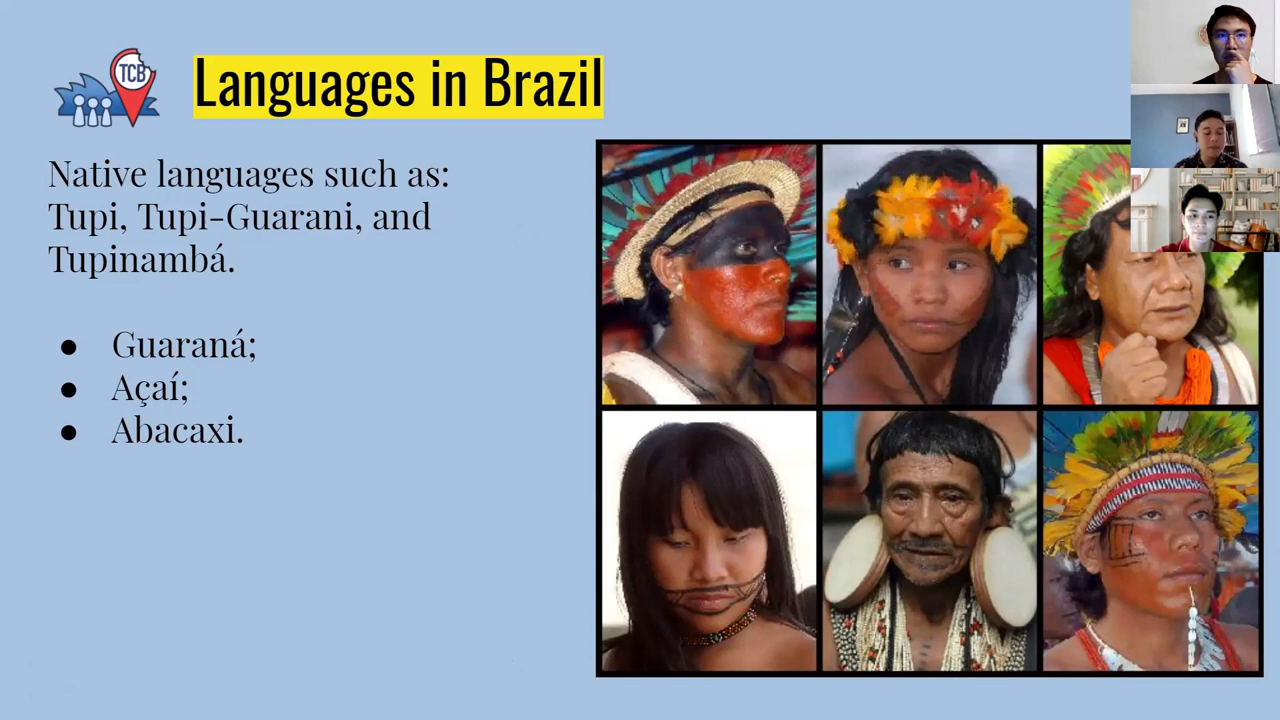 TCB
Languages in Brazil
Native languages such as:
Tupi, Tupi-Guarani, and
Tupinambá.
● Guaraná;
● Açaí;
● Abacaxi.